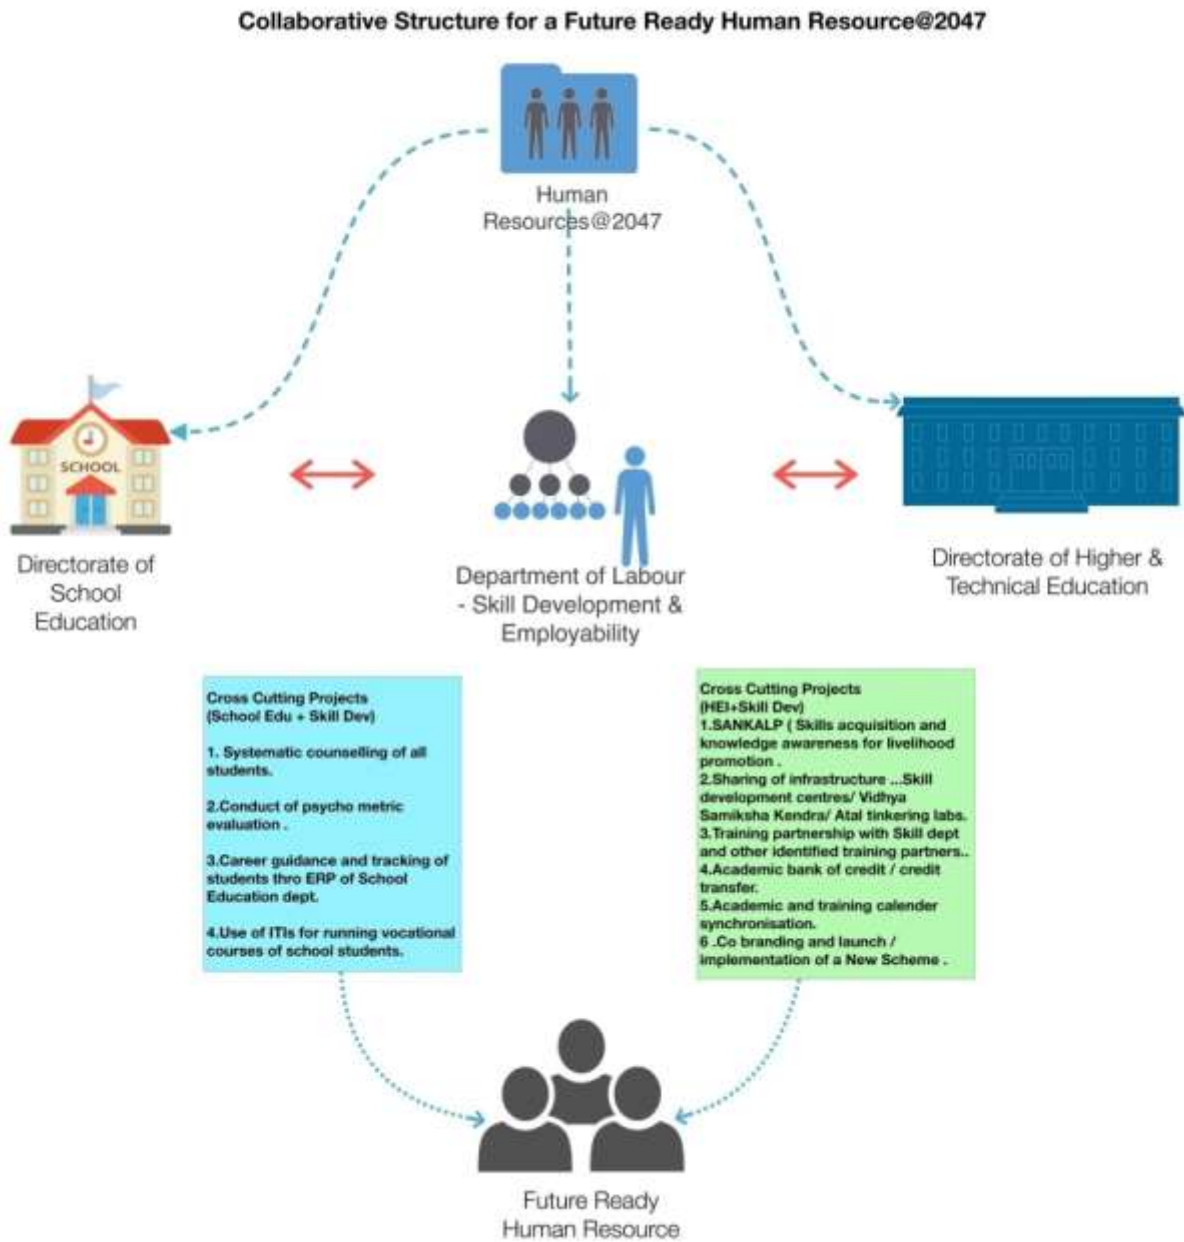 Collaborative Structure for a Future Ready Human Resource@2047
Human
Resources@2047
SCHOOL
Directorate of
School
Education
Department of Labour
- Skill Development &
Employability
Directorate of Higher &
Technical Education
Cross Cutting Projects
(School Edu + Skill Dev)
1. Systematic counselling of all
students.
2.Conduct of psycho metric
evaluation .
3.Career guidance and tracking of
students thro ERP of School
Education dept.
4.Use of ITIs for running vocational
courses of school students.
Cross Cutting Projects
(HEI+Skill Dev)
1.SANKALP ( Skills acquisition and
knowledge awareness for livelihood
promotion .
2.Sharing of infrastructure ...Skill
development centres/ Vidhya
Samiksha Kendra/ Atal tinkering labs.
3.Training partnership with Skill dept
and other identified training partners..
4.Academic bank of credit / credit
transfer.
5.Academic and training calender
synchronisation.
6 .Co branding and launch /
implementation of a New Scheme .
Future Ready
Human Resource